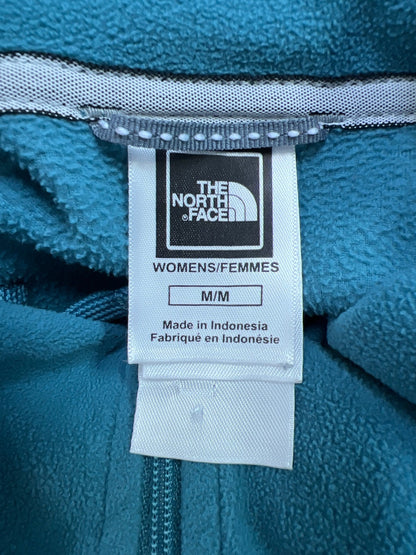 THE
NORTH
FACE®
WOMENS/FEMMES
M/M
Made in Indonesia
Fabriqué en Indonésie